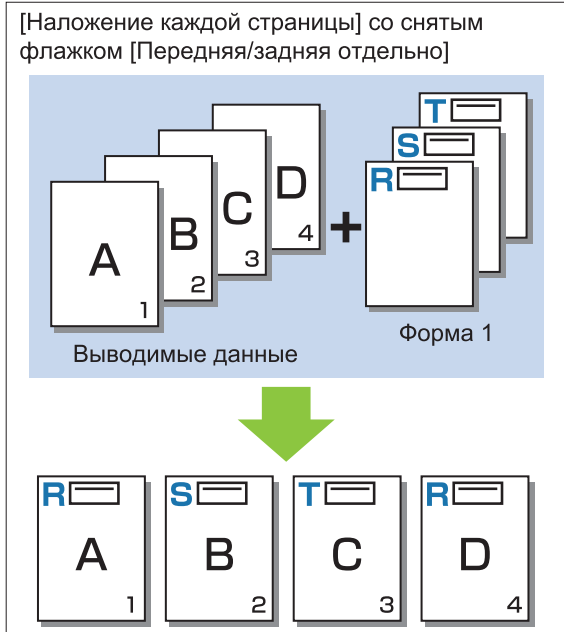 [Наложение каждой страницы] со снятым
флажком [Передняя/задняя отдельно]
A
1
B
2
C
3
D
4
+
R
S
T
Выводимые данные
Форма 1
R
A
1
S
B
2
T
C
3
R
D
4